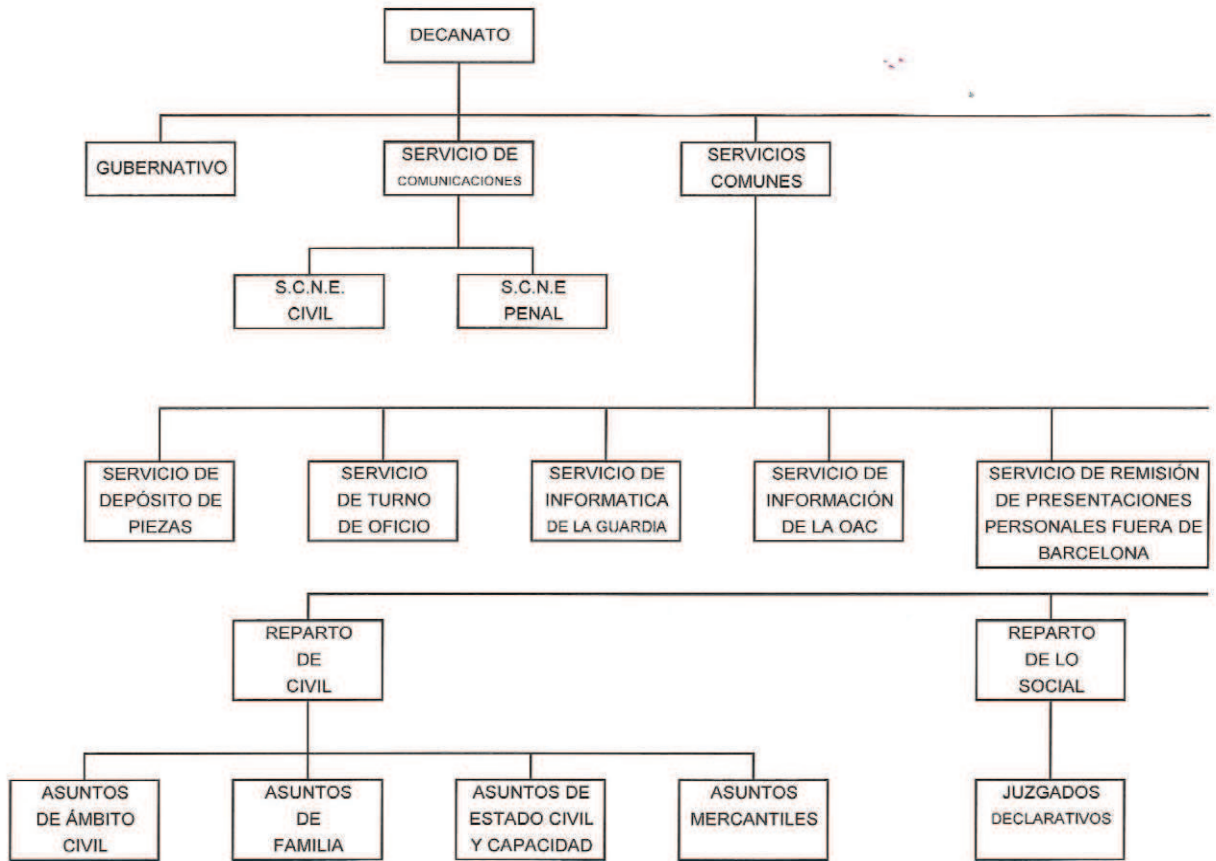 DECANATO
GUBERNATIVO
SERVICIO DE
COMUNICACIONES
SERVICIOS
COMUNES
S.C.N.E.
CIVIL
S.C.N.E
PENAL
SERVICIO DE
DEPÓSITO DE
PIEZAS
SERVICIO
DE TURNO
DE OFICIO
SERVICIO DE
INFORMATICA
DE LA GUARDIA
SERVICIO DE
INFORMACIÓN
DE LA OAC
SERVICIO DE REMISIÓN
DE PRESENTACIONES
PERSONALES FUERA DE
BARCELONA
REPARTO
DE
CIVIL
REPARTO
DE LO
SOCIAL
ASUNTOS
DE ÁMBITO
CIVIL
ASUNTOS
DE
FAMILIA
ASUNTOS DE
ESTADO CIVIL
Y CAPACIDAD
ASUNTOS
MERCANTILES
JUZGADOS
DECLARATIVOS